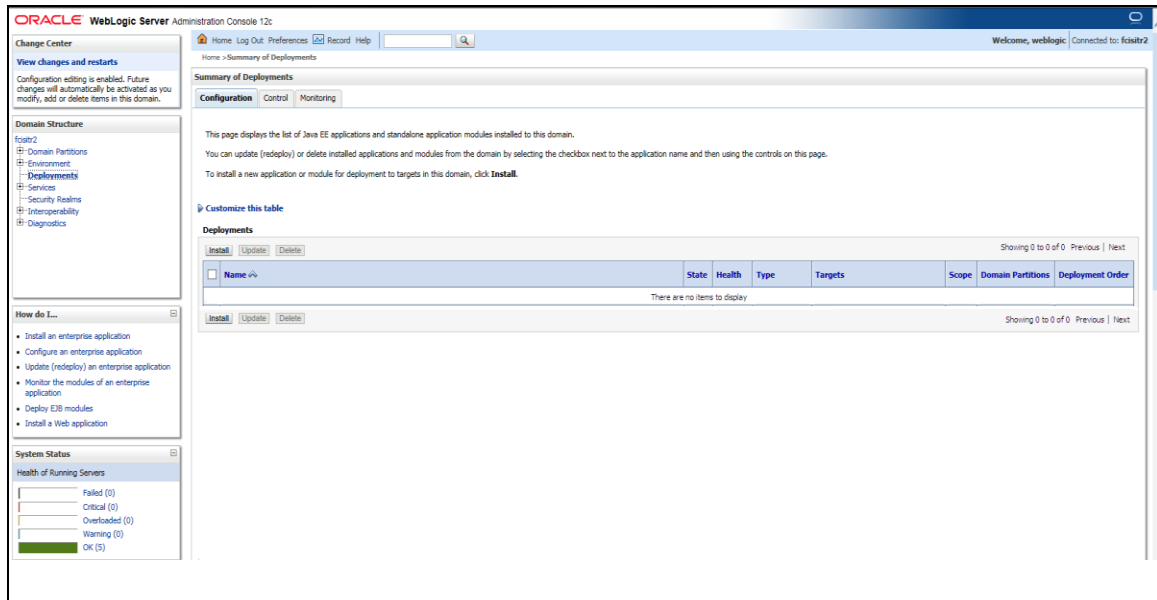 ORACLE WebLogic Server Administration Console 12c
Change Center
View changes and restarts
Configuration editing is enabled. Future
changes will automatically be activated as you
modify, add or delete items in this domain.
Domain Structure
fcisitr2
Domain Partitions
Environment
Deployments
Services
Security Realms
Interoperability
Diagnostics
How do I...
Install an enterprise application
Configure an enterprise application
Update (redeploy) an enterprise application
Monitor the modules of an enterprise
application
Deploy EJB modules
Install a Web application
System Status
Health of Running Servers
Failed (0)
Critical (0)
Overloaded (0)
Warning (0)
OK (5)
Home Log Out Preferences Record Help
Welcome, weblogic Connected to: fcisitr2
Home >Summary of Deployments
Summary of Deployments
Configuration Control Monitoring
This page displays the list of Java EE applications and standalone application modules installed to this domain.
You can update (redeploy) or delete installed applications and modules from the domain by selecting the checkbox next to the application name and then using the controls on this page.
To install a new application or module for deployment to targets in this domain, click Install.
Customize this table
Deployments
Install Update Delete Showing 0 to 0 of 0 Previous | Next
Name State Health Type Targets Scope Domain Partitions Deployment Order
There are no items to display
Install Update Delete Showing 0 to 0 of 0 Previous | Next